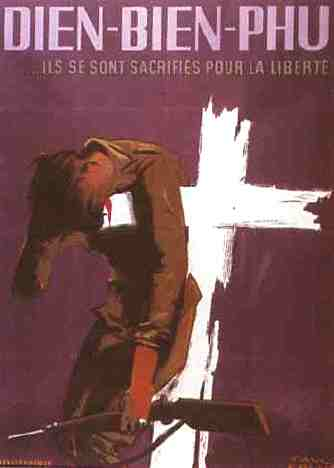 DIEN-BIEN-PHU
...ILS SE SONT SACRIFIÉS POUR LA LIBERTÉ